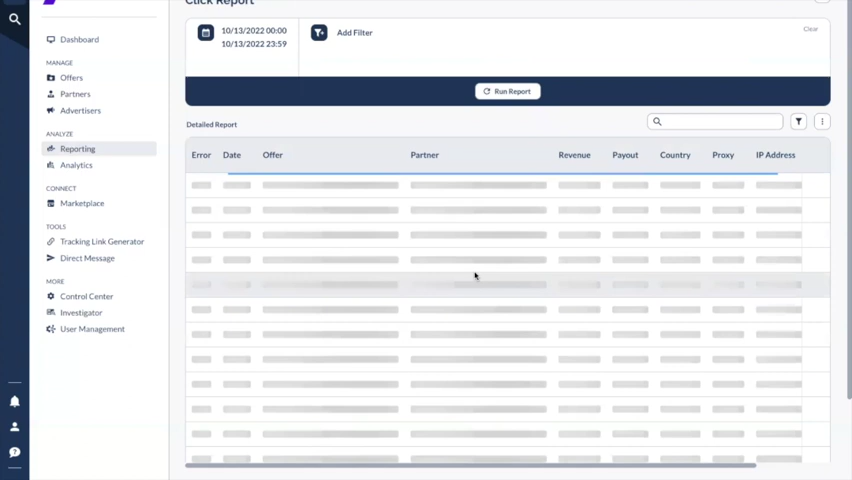 Click Report
10/13/2022 00:00
10/13/2022 23:59
Add Filter
Clear
Run Report
Dashboard
MANAGE
Offers
Partners
Advertisers
ANALYZE
Reporting
Analytics
CONNECT
Marketplace
TOOLS
Tracking Link Generator
Direct Message
MORE
Control Center
Investigator
User Management
Detailed Report
Error Date Offer Partner Revenue Payout Country Proxy IP Address